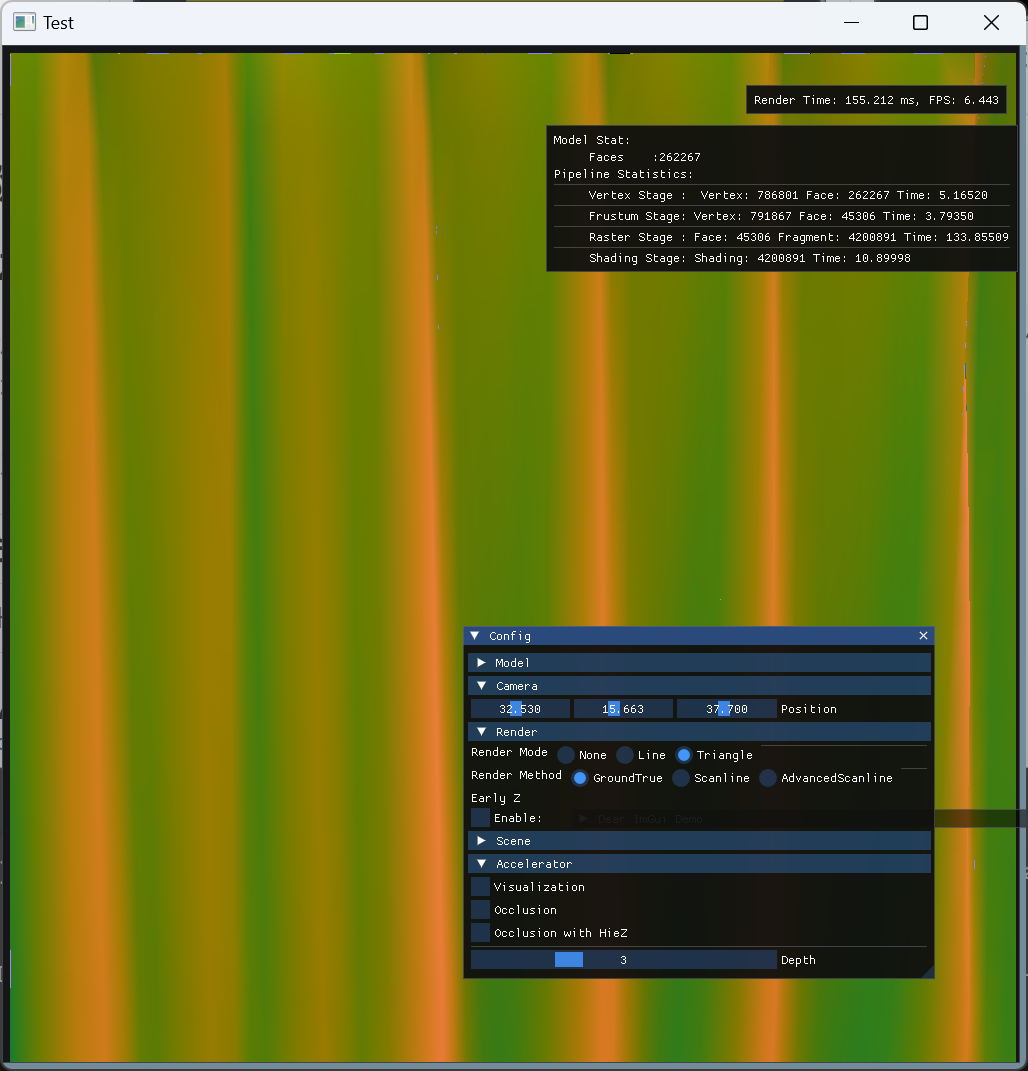 Test
Render Time: 155.212 ms, FPS: 6.443
Model Stat:
Faces :262267
Pipeline Statistics:
Vertex Stage : Vertex: 786801 Face: 262267 Time: 5.16520
Frustum Stage: Vertex: 791867 Face: 45306 Time: 3.79350
Raster Stage : Face: 45306 Fragment: 4200891 Time: 133.85509
Shading Stage: Shading: 4200891 Time: 10.89998
Config
Model
Camera
32.530 15.663 37.700 Position
Render
Render Mode None Line Triangle
Render Method GroundTrue Scanline AdvancedScanline
Early Z
Enable:
Dear ImGui Demo
Scene
Accelerator
Visualization
Occlusion
Occlusion with HieZ
3 Depth